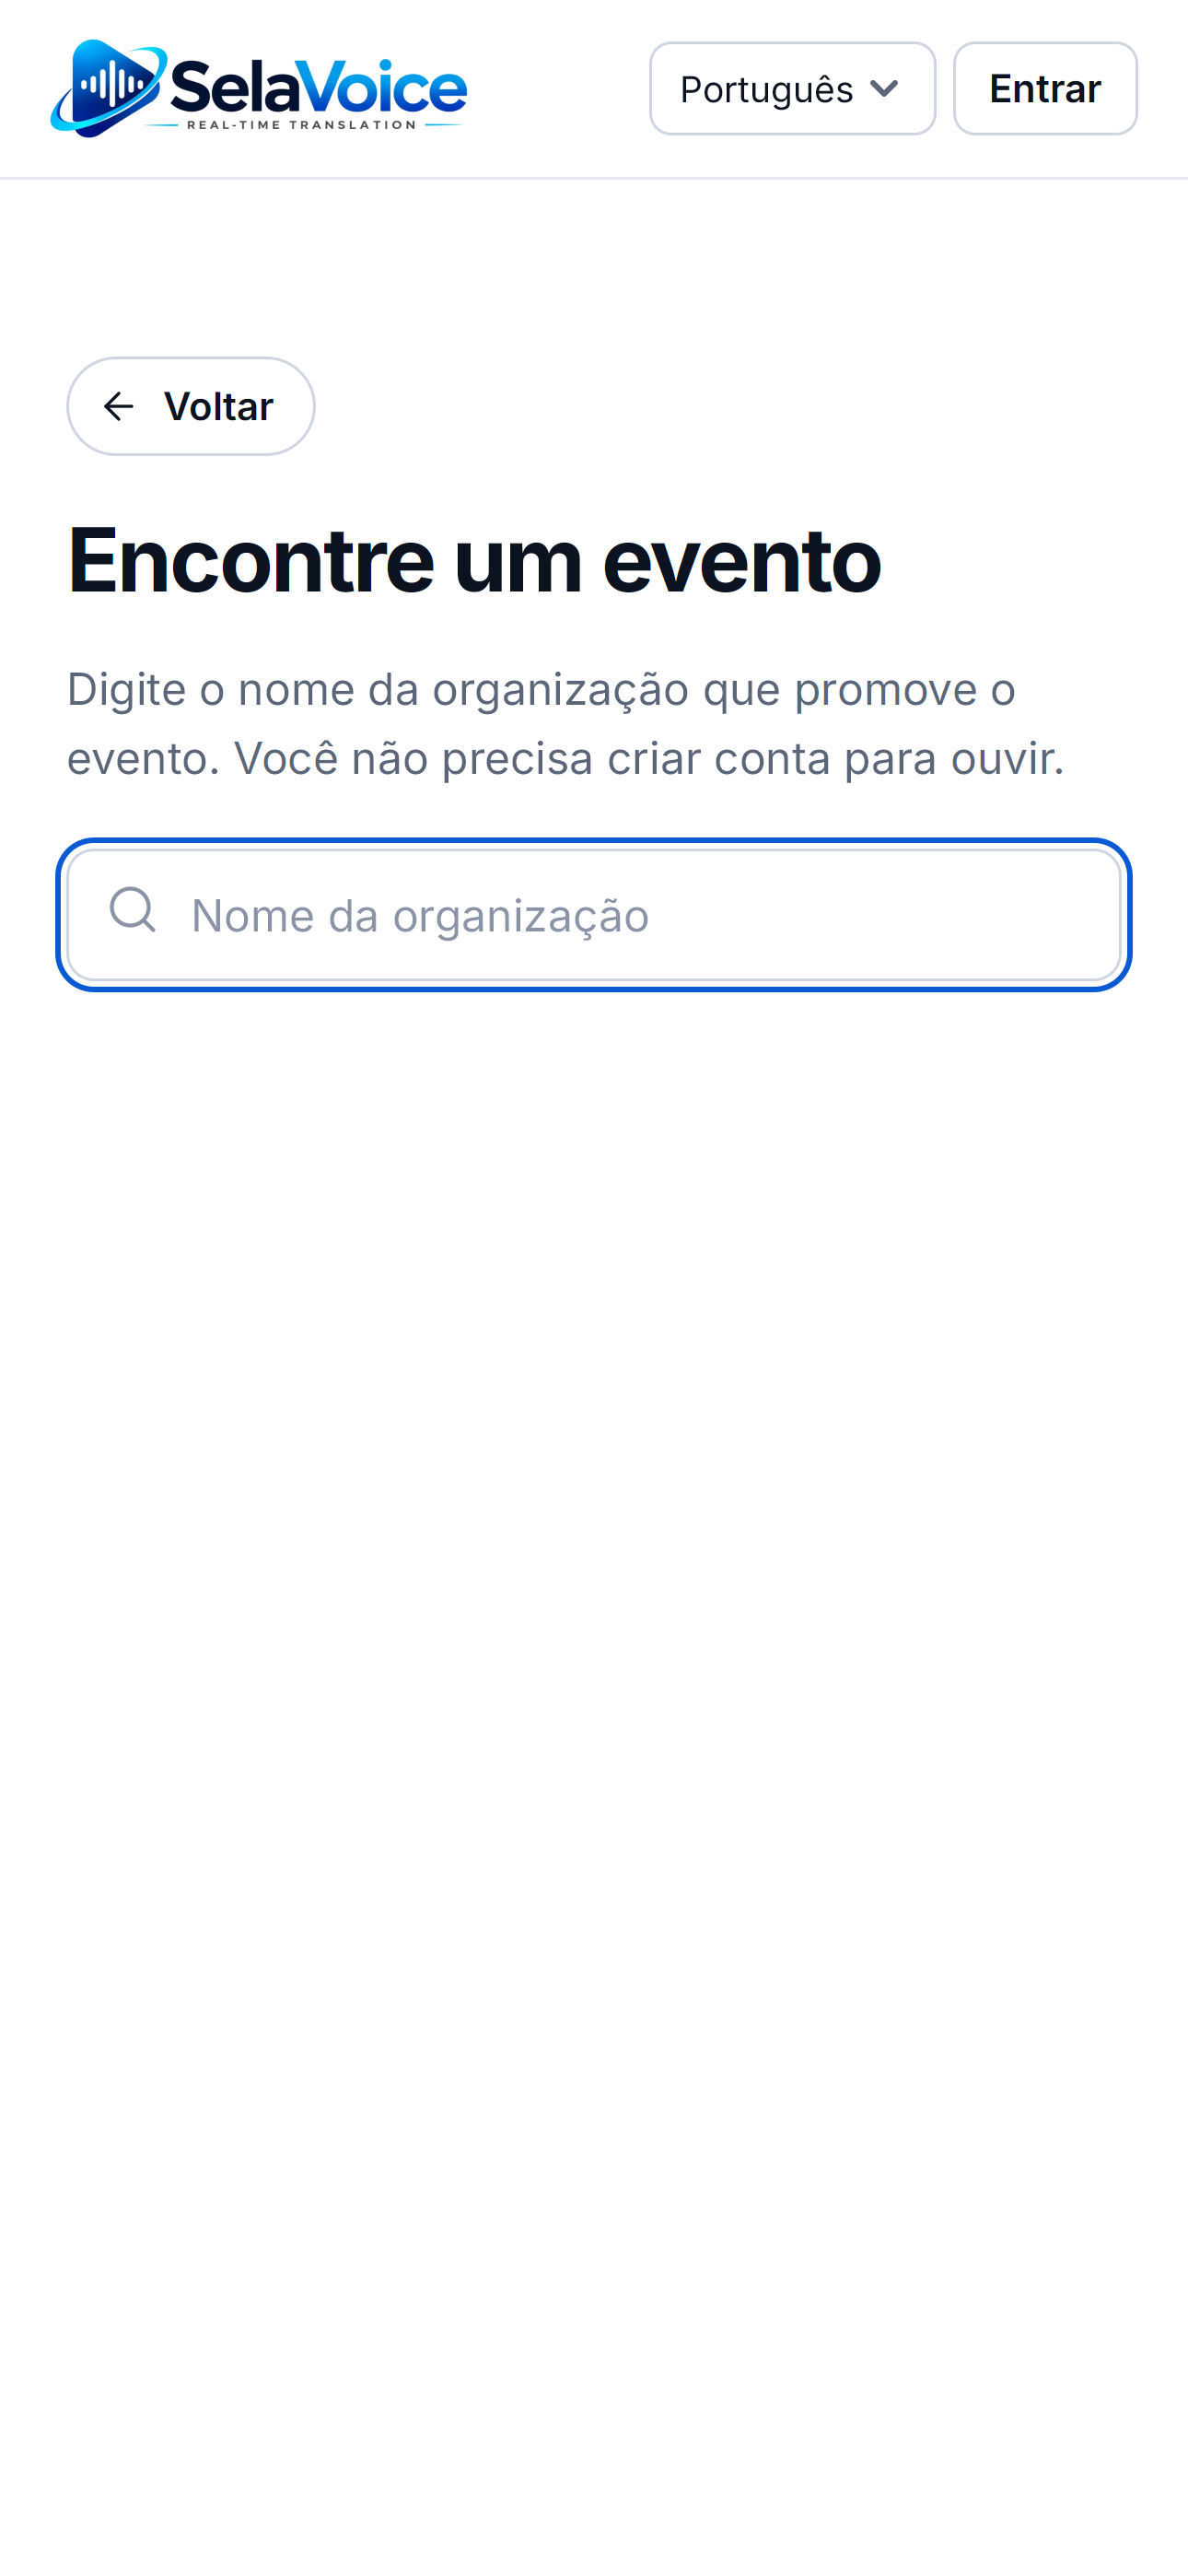 SelaVoice
REAL-TIME TRANSLATION
Português
Entrar
Voltar
Encontre um evento
Digite o nome da organização que promove o
evento. Você não precisa criar conta para ouvir.
Nome da organização